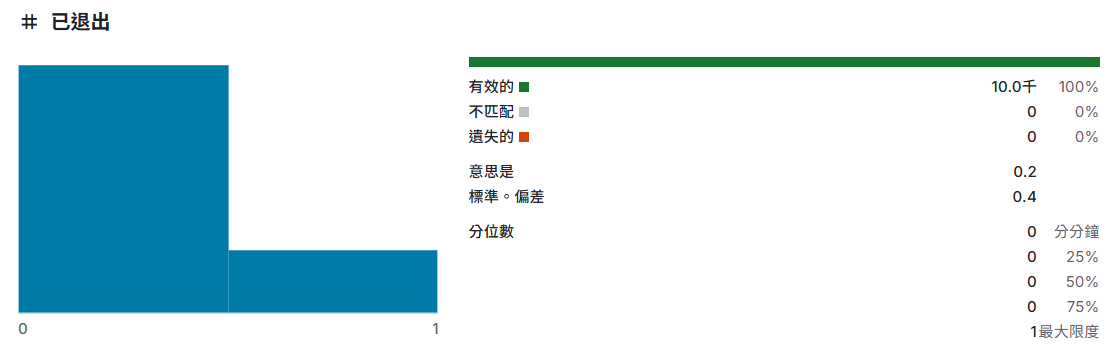 # 已退出
有效的 10.0千 100%
不匹配 0 0%
遺失的 0 0%
意思是 0.2
標準。偏差 0.4
分位數 0 分分鐘
0 25%
0 50%
0 75%
1 最大限度
0 1